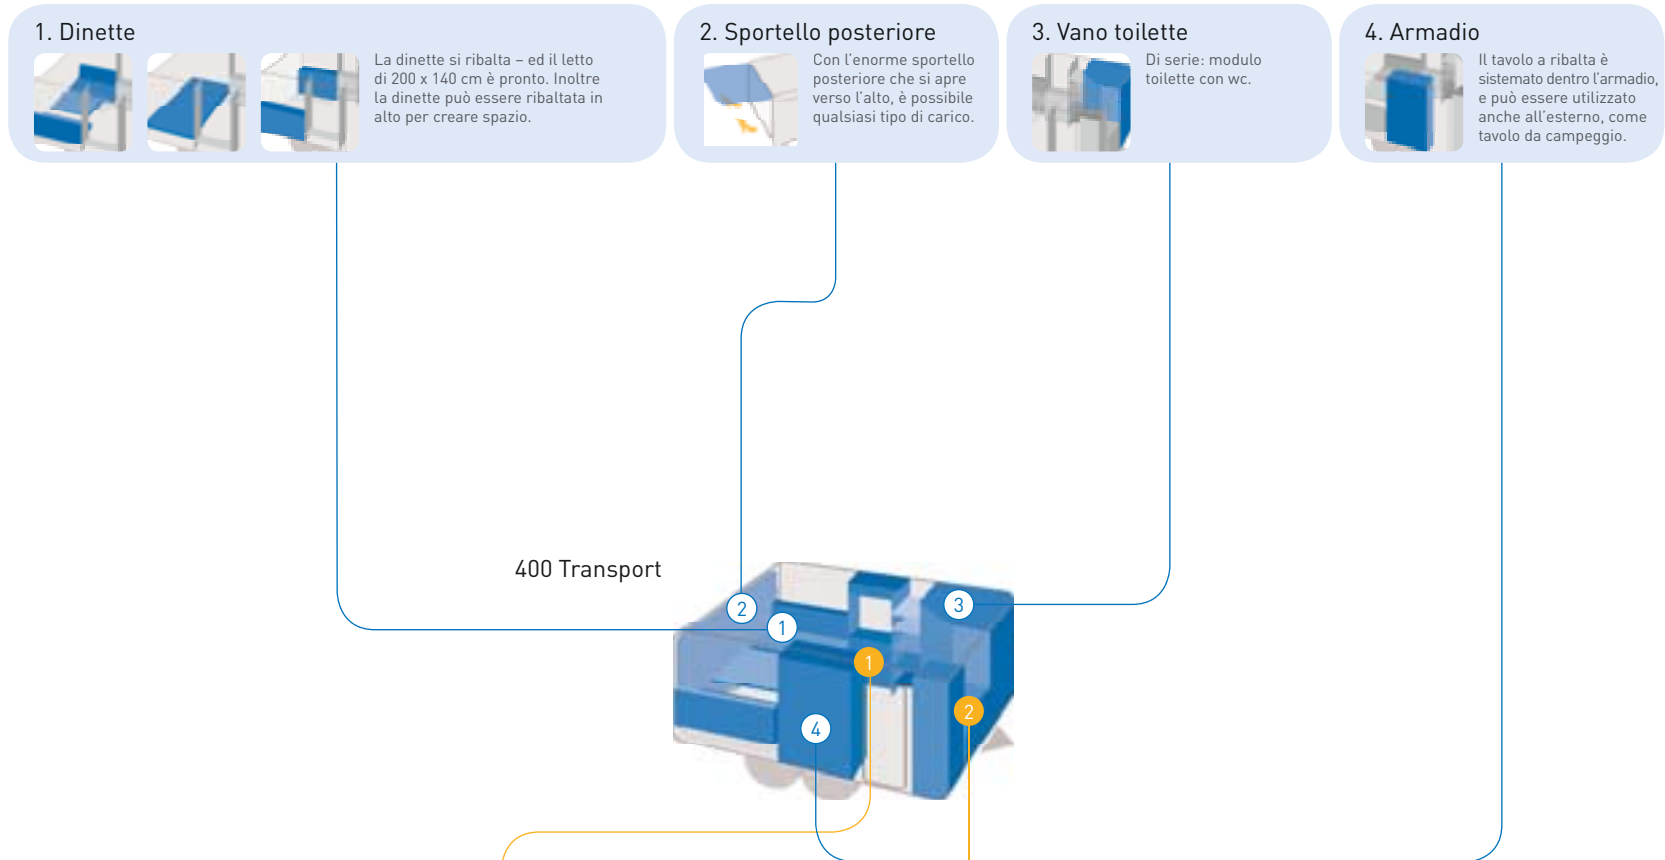 1. Dinette
La dinette si ribalta – ed il letto
di 200 x 140 cm è pronto. Inoltre
la dinette può essere ribaltata in
alto per creare spazio.
2. Sportello posteriore
Con l'enorme sportello
posteriore che si apre
verso l'alto, è possibile
qualsiasi tipo di carico.
3. Vano toilette
Di serie: modulo
toilette con wc.
4. Armadio
Il tavolo a ribalta è
sistemato dentro l'armadio,
e può essere utilizzato
anche all'esterno, come
tavolo da campeggio.
400 Transport
2
1
3
1
2
4